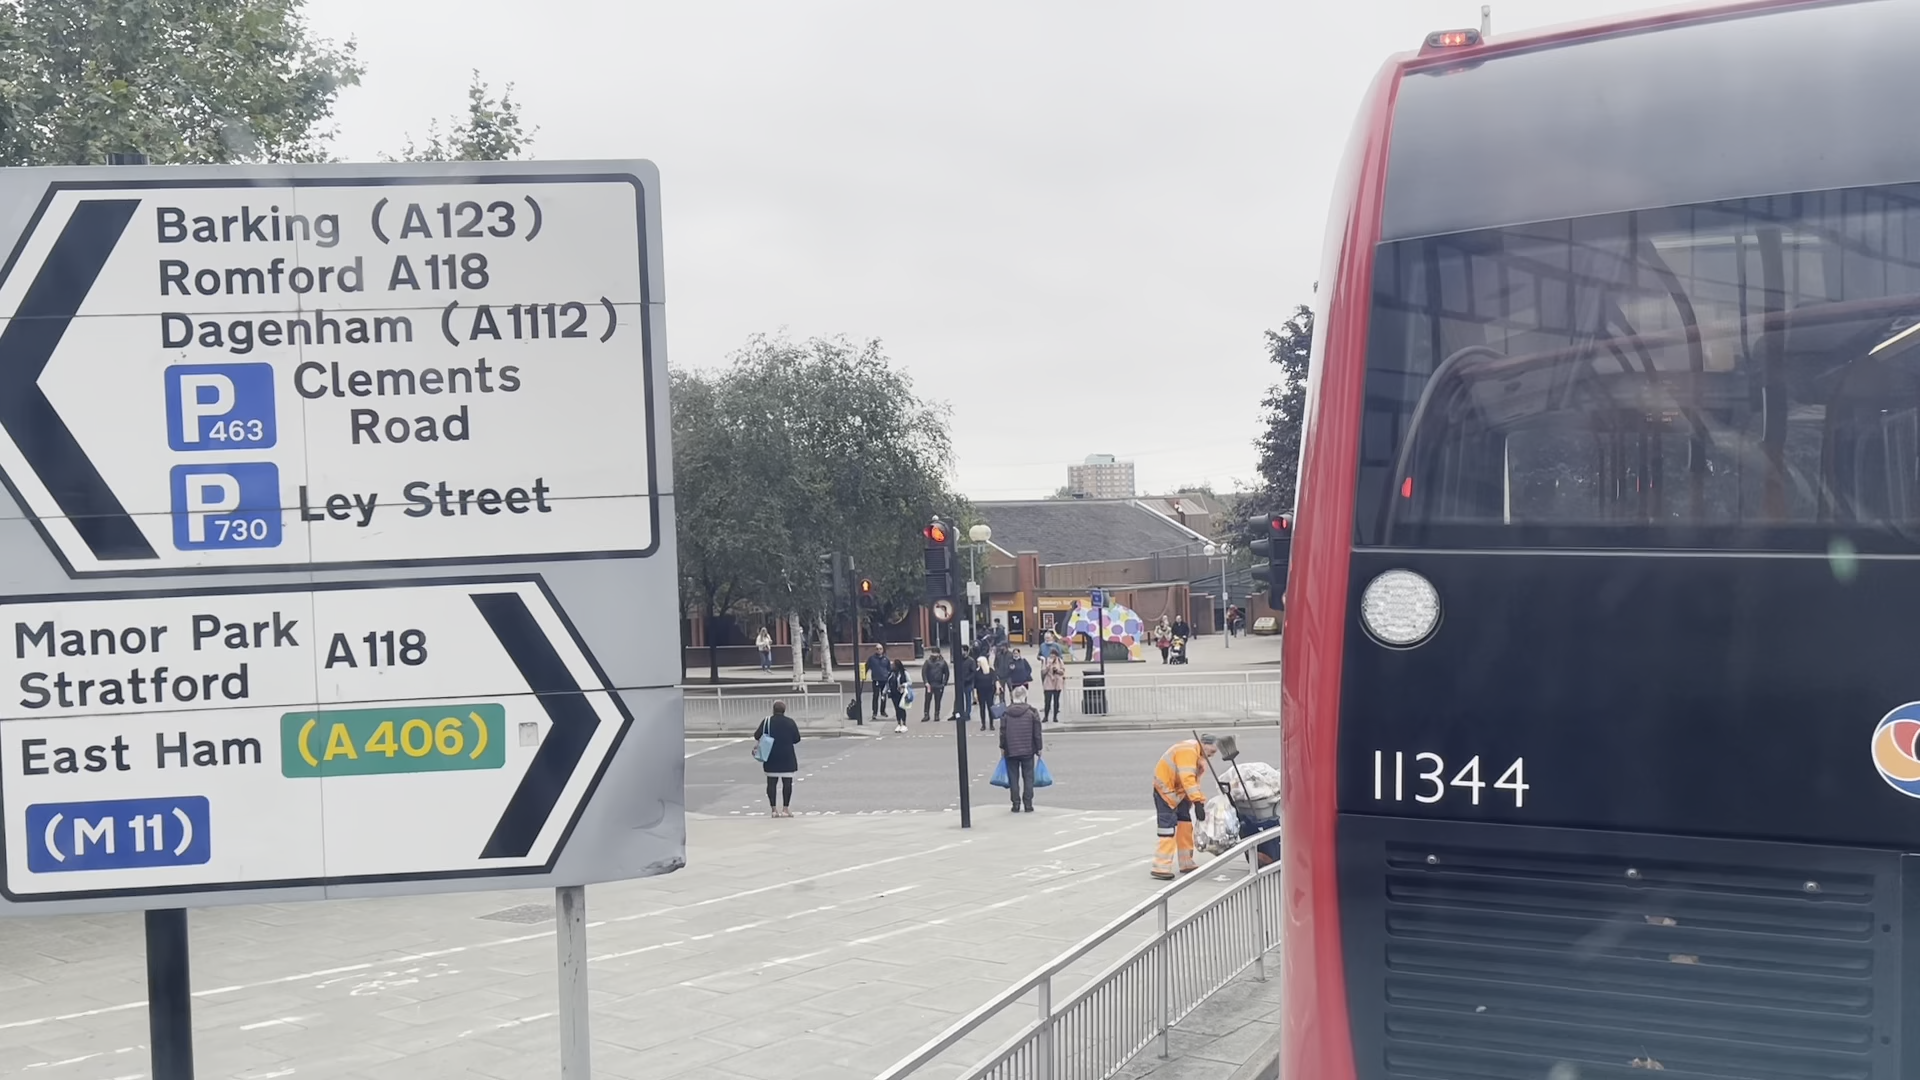 Barking (A123)
Romford A118
Dagenham (A1112)
P 463 Clements
Road
P 730 Ley Street
Manor Park A118
Stratford
East Ham (A406)
(M11)
11344